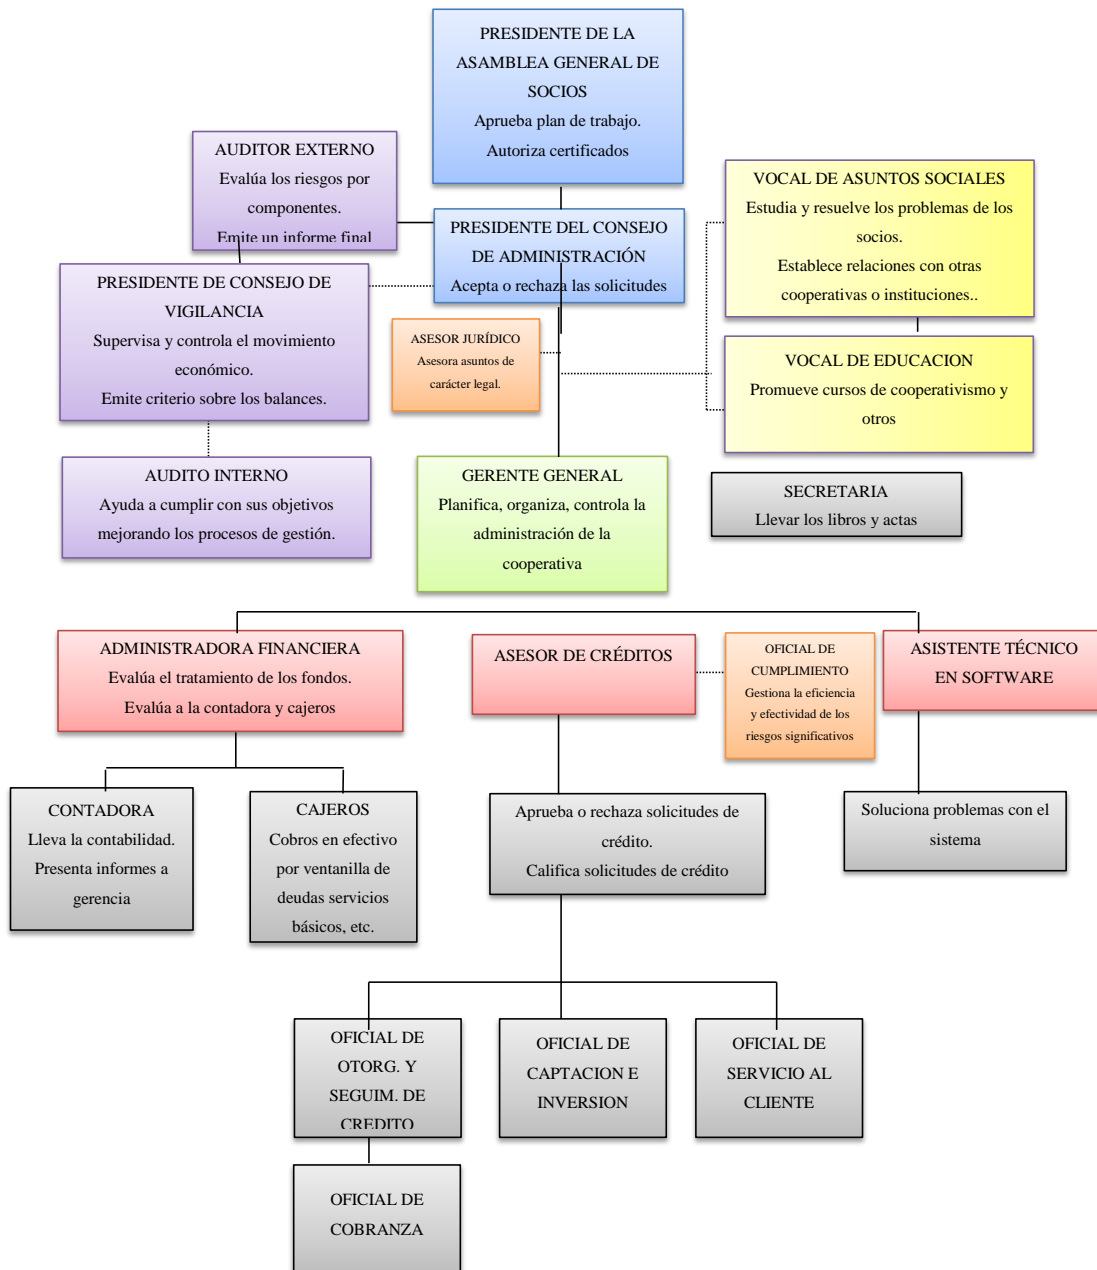 PRESIDENTE DE LA
ASAMBLEA GENERAL DE
SOCIOS
Aprueba plan de trabajo.
Autoriza certificados
AUDITOR EXTERNO
Evalúa los riesgos por
componentes.
Emite un informe final
VOCAL DE ASUNTOS SOCIALES
Estudia y resuelve los problemas de los
socios.
Establece relaciones con otras
cooperativas o instituciones..
PRESIDENTE DEL CONSEJO
DE ADMINISTRACIÓN
Acepta o rechaza las solicitudes
PRESIDENTE DE CONSEJO DE
VIGILANCIA
Supervisa y controla el movimiento
económico.
Emite criterio sobre los balances.
ASESOR JURÍDICO
Asesora asuntos de
carácter legal.
VOCAL DE EDUCACION
Promueve cursos de cooperativismo y
otros
AUDITO INTERNO
Ayuda a cumplir con sus objetivos
mejorando los procesos de gestión.
GERENTE GENERAL
Planifica, organiza, controla la
administración de la
cooperativa
SECRETARIA
Llevar los libros y actas
ADMINISTRADORA FINANCIERA
Evalúa el tratamiento de los fondos.
Evalúa a la contadora y cajeros
ASESOR DE CRÉDITOS
OFICIAL DE
CUMPLIMIENTO
Gestiona la eficiencia
y efectividad de los
riesgos significativos
ASISTENTE TÉCNICO
EN SOFTWARE
CONTADORA
Lleva la contabilidad.
Presenta informes a
gerencia
CAJEROS
Cobros en efectivo
por ventanilla de
deudas servicios
básicos, etc.
Aprueba o rechaza solicitudes de
crédito.
Califica solicitudes de crédito
Soluciona problemas con el
sistema
OFICIAL DE
OTORG. Y
SEGUIM. DE
CREDITO
OFICIAL DE
CAPTACION E
INVERSION
OFICIAL DE
SERVICIO AL
CLIENTE
OFICIAL DE
COBRANZA